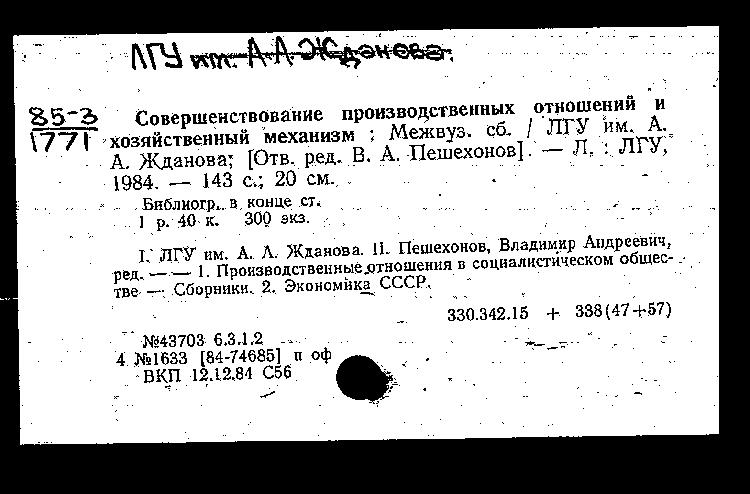 ЛГУ им. А. А. Жданова.
85-3
1771
Совершенствование производственных отношений и
хозяйственный механизм : Межвуз. сб. / ЛГУ им. А.
А. Жданова; [Отв. ред. В. А. Пешехонов]. — Л. : ЛГУ,
1984. — 143 с.; 20 см.
Библиогр. в конце ст.
1 р. 40 к. 300 экз.
I. ЛГУ им. А. А. Жданова. II. Пешехонов, Владимир Андреевич,
ред. — — 1. Производственные отношения в социалистическом общес-
тве — Сборники. 2. Экономика СССР.
330.342.15 + 338(47+57)
№43703 6.3.1.2
4 №1633 [84-74685] п оф
ВКП 12.12.84 С56